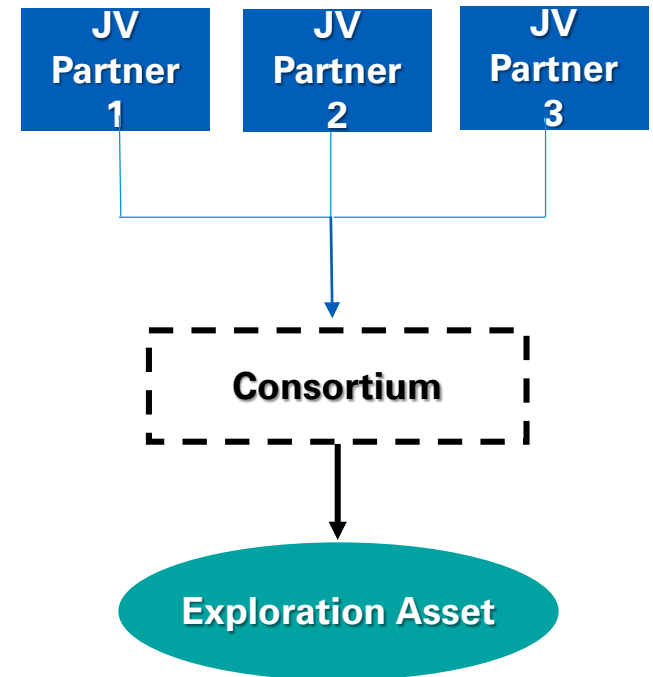 JV
Partner
1
JV
Partner
2
JV
Partner
3
Consortium
Exploration Asset